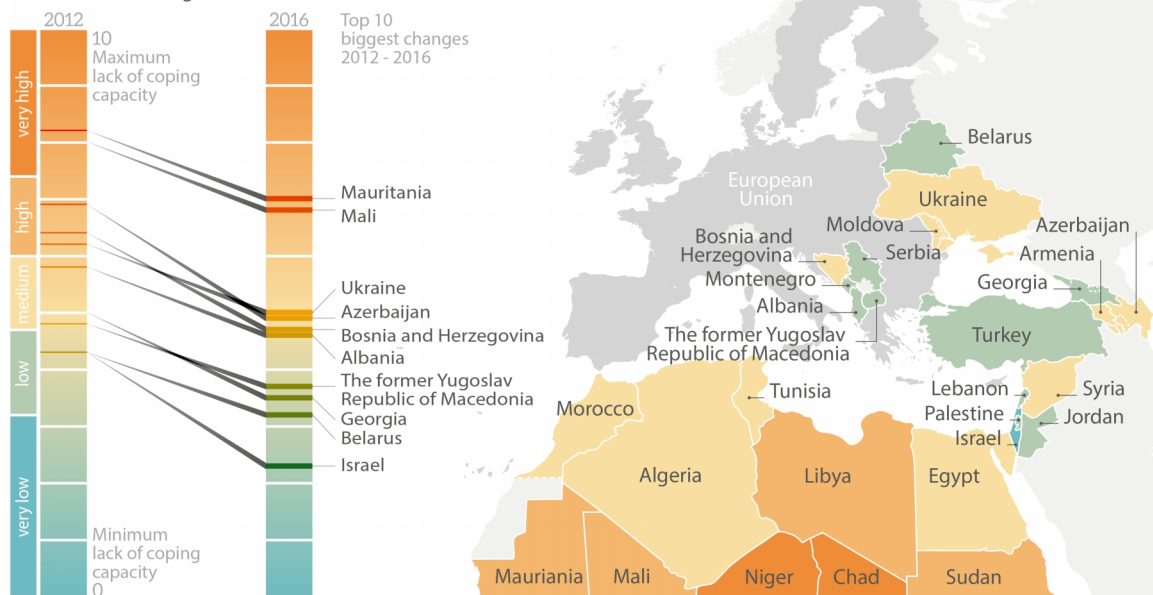 2012
2016
Top 10
biggest changes
2012 - 2016
10
Maximum
lack of coping
capacity
very high
high
medium
low
very low
Minimum
lack of coping
capacity
0
Mauritania
Mali
Ukraine
Azerbaijan
Bosnia and Herzegovina
Albania
The former Yugoslav
Republic of Macedonia
Georgia
Belarus
Israel
European
Union
Belarus
Ukraine
Moldova
Azerbaijan
Bosnia and
Herzegovina
Serbia
Armenia
Montenegro
Georgia
Albania
The former Yugoslav
Republic of Macedonia
Turkey
Tunisia
Lebanon
Syria
Morocco
Palestine
Jordan
Israel
Algeria
Libya
Egypt
Mauriania
Mali
Niger
Chad
Sudan